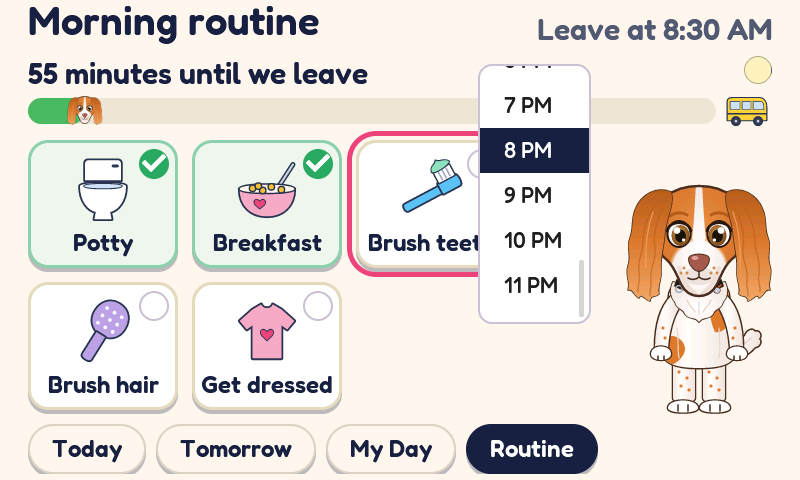 Morning routine
Leave at 8:30 AM
55 minutes until we leave
7 PM
8 PM
9 PM
10 PM
11 PM
Potty
Breakfast
Brush teet
Brush hair
Get dressed
Today
Tomorrow
My Day
Routine